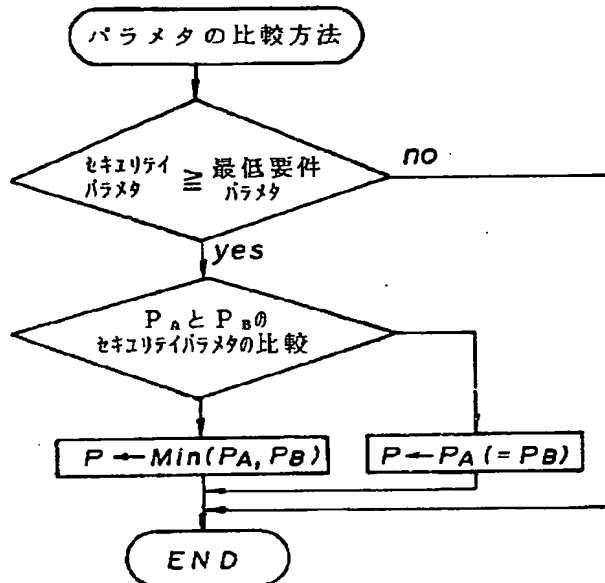 パラメタの比較方法
セキュリテイ
パラメタ
≧
最低要件
パラメタ
no
yes
PAとPBの
セキュリテイパラメタの比較
P←Min(PA, PB)
P←PA(=PB)
END